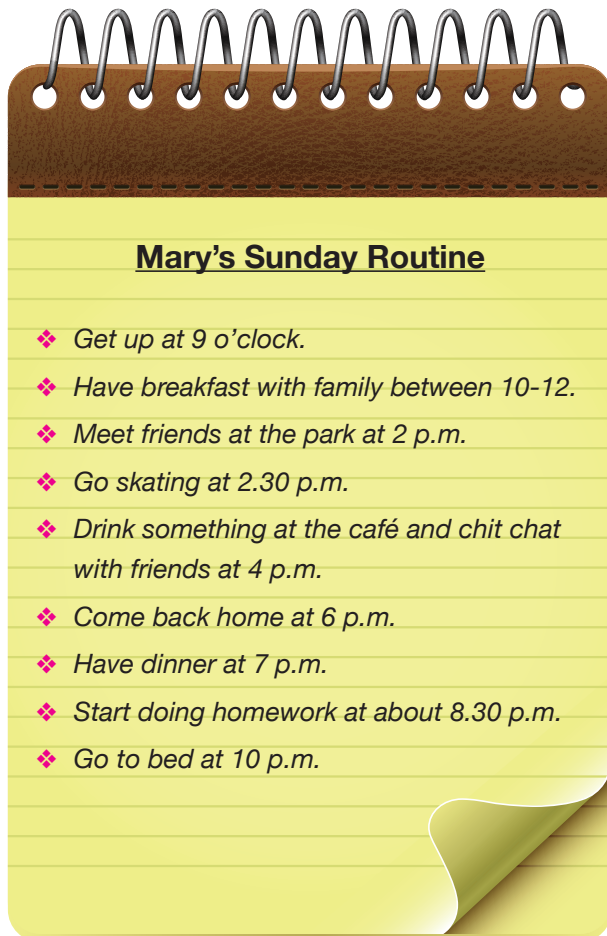 Mary’s Sunday Routine
❖ Get up at 9 o’clock.
❖ Have breakfast with family between 10-12.
❖ Meet friends at the park at 2 p.m.
❖ Go skating at 2.30 p.m.
❖ Drink something at the café and chit chat
with friends at 4 p.m.
❖ Come back home at 6 p.m.
❖ Have dinner at 7 p.m.
❖ Start doing homework at about 8.30 p.m.
❖ Go to bed at 10 p.m.